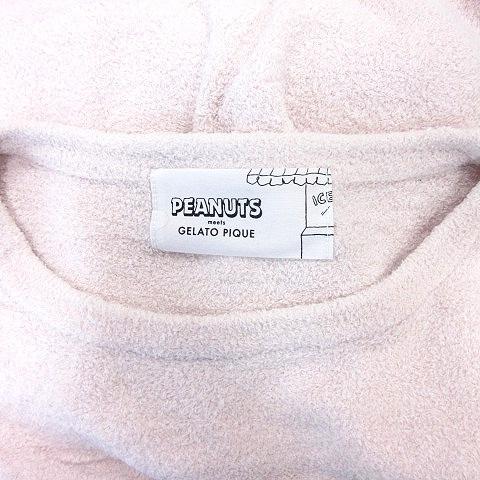 PEANUTS
meets
GELATO PIQUE
ICE